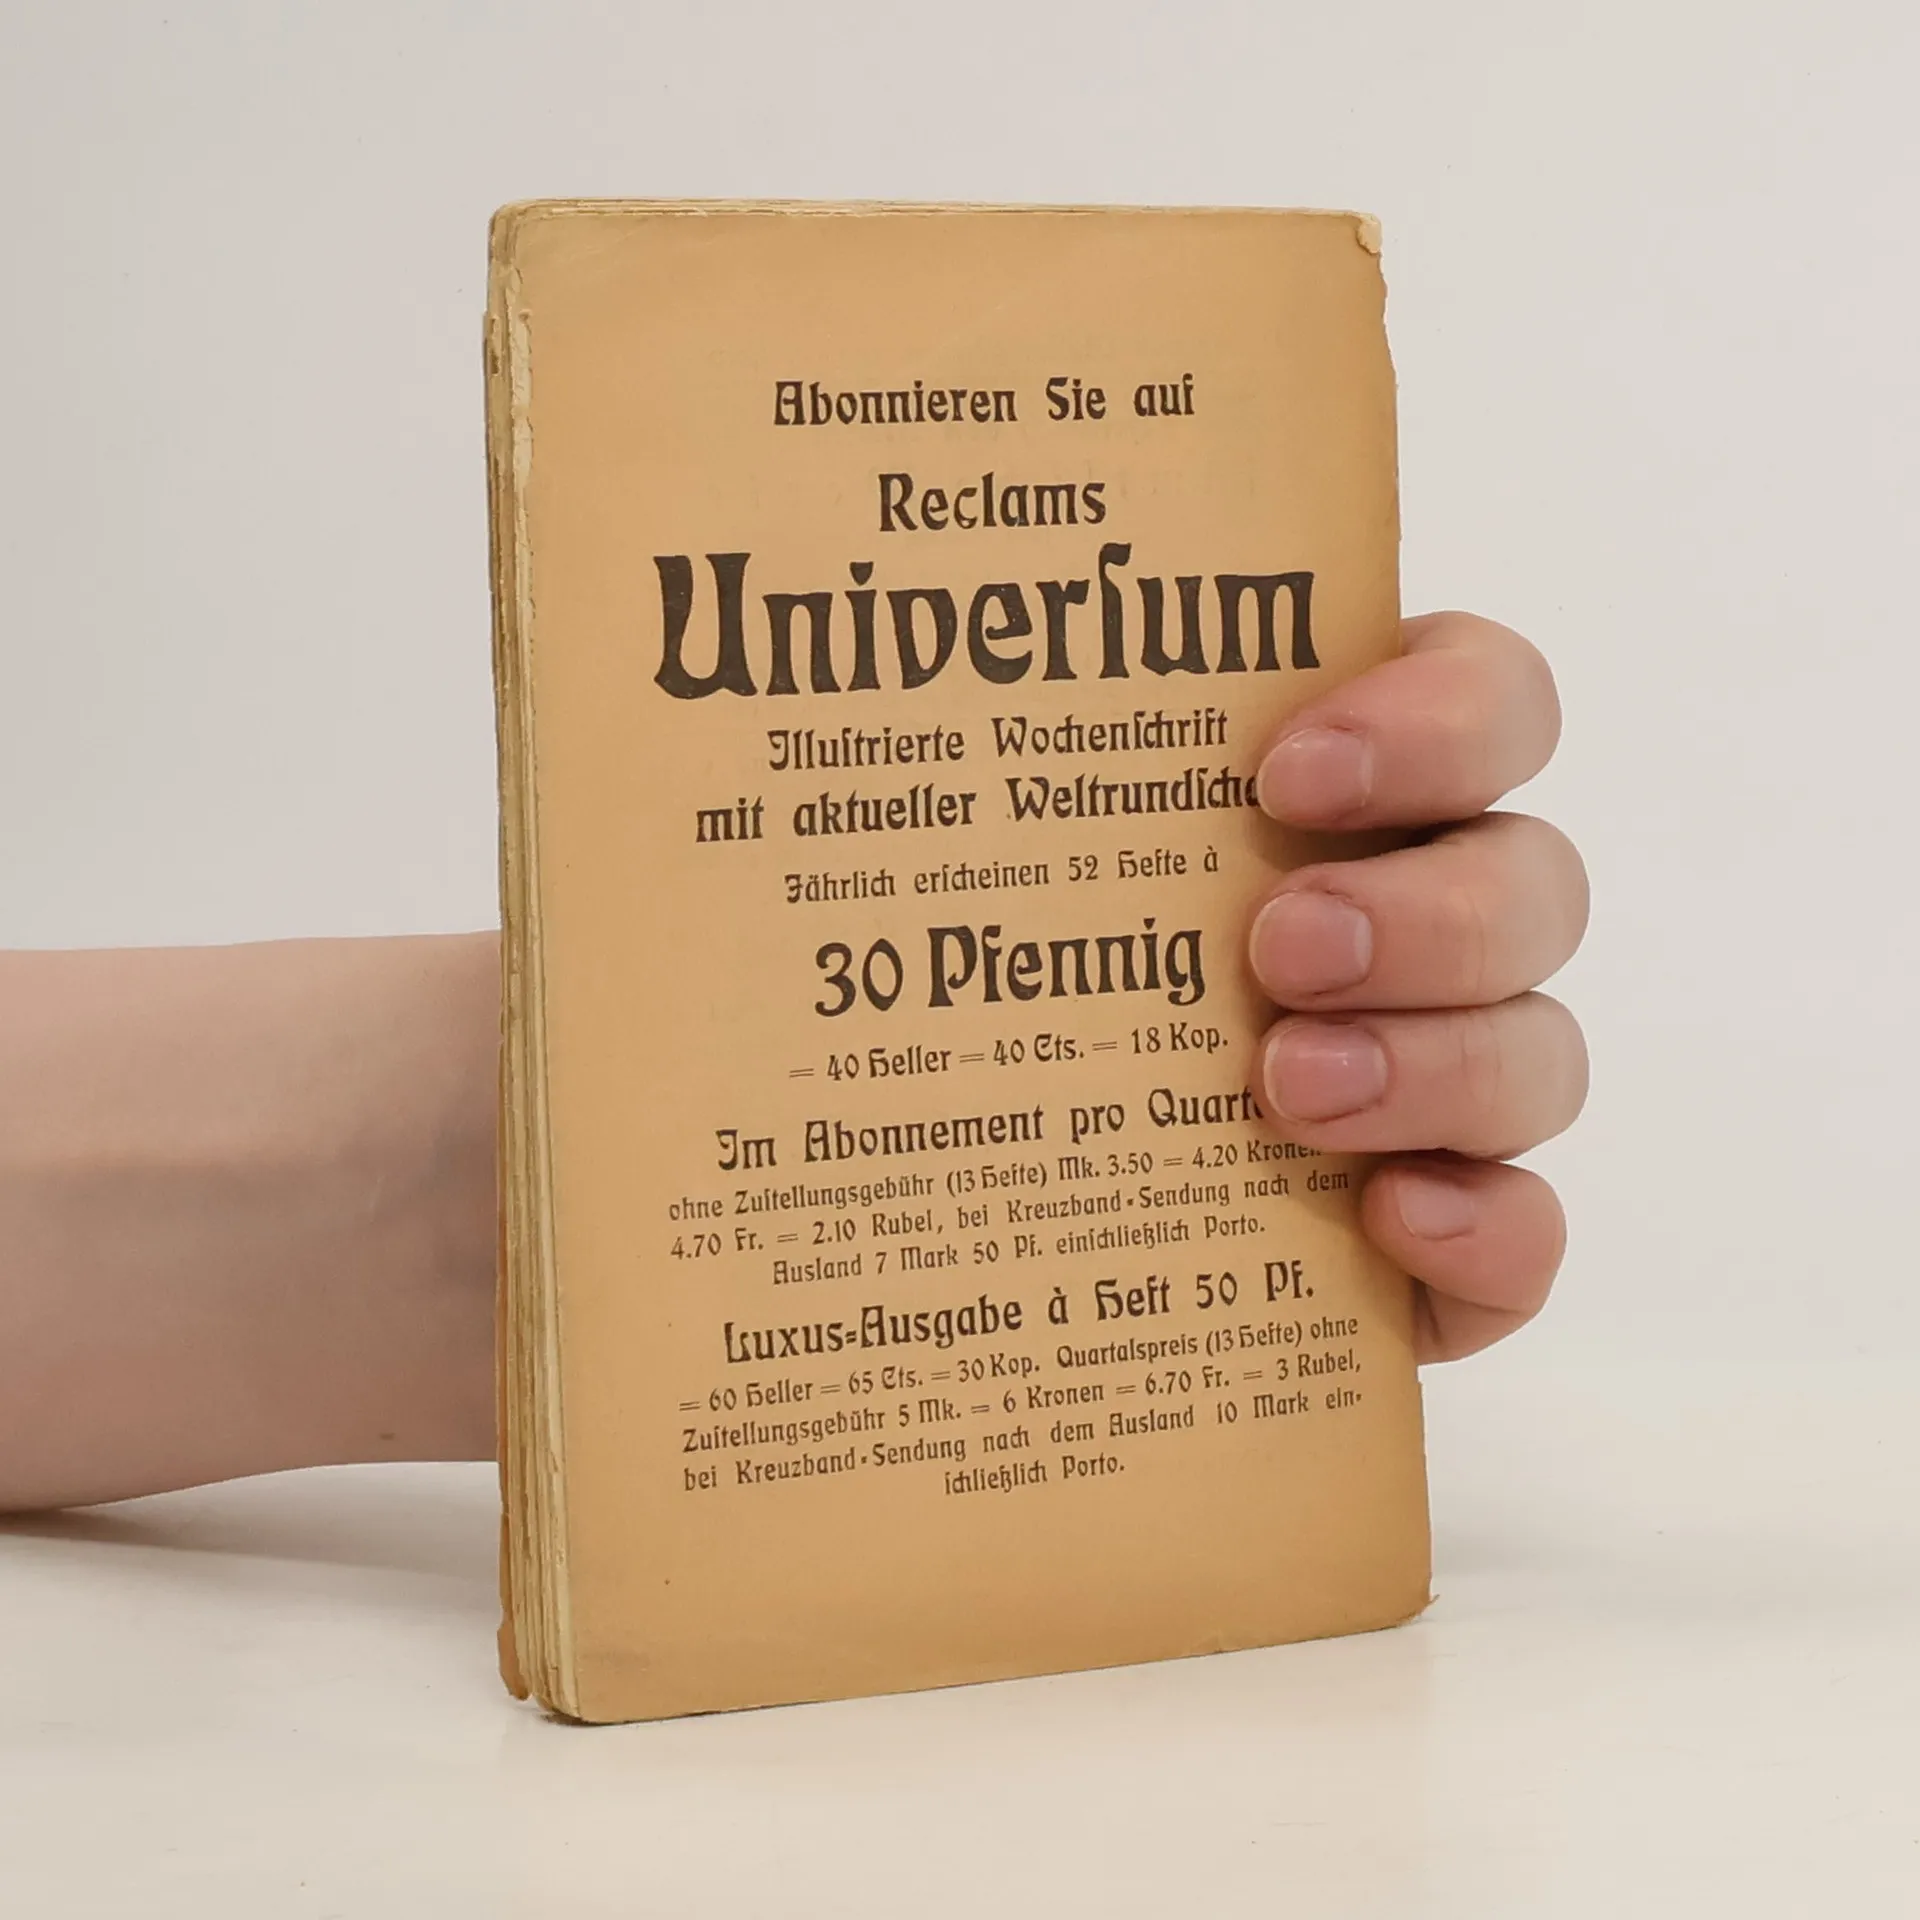 Abonnieren Sie auf
Reclams
Univerſum
Illuſtrierte Wochenſchrift
mit aktueller
Jährlich erſcheinen 52 Hefte à
30 Pfennig
= 40 Heller = 40 Cts. = 18 Kop.
Im Abonnement pro
ohne Zuſtellungsgebühr (13 Hefte) Mk. 3.50 = 4.20 Kronen
4.70 Fr. = 2.10 Rubel, bei Kreuzband-Sendung nach dem
Ausland 7 Mark 50 Pf. einſchließlich Porto.
Luxus-Ausgabe à Heft 50 Pf.
= 60 Heller = 65 Cts. = 30 Kop. Quartalspreis (13 Hefte) ohne
Zuſtellungsgebühr 5 Mk. = 6 Kronen = 6.70 Fr. = 3 Rubel,
bei Kreuzband-Sendung nach dem Ausland 10 Mark ein-
ſchließlich Porto.